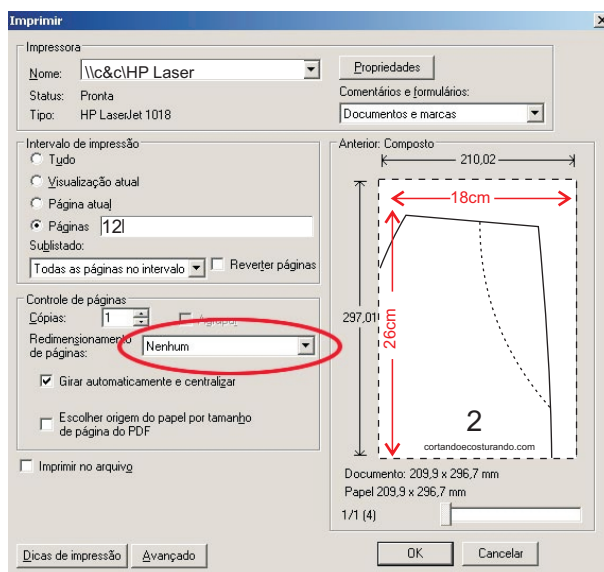 Imprimir
Impressora
Nome: \\c&c\HP Laser
Propriedades
Status: Pronta
Comentários e formulários:
Tipo: HP LaserJet 1018
Documentos e marcas
Intervalo de impressão
Tudo
Visualização atual
Página atual
Páginas 12
Sublistado:
Todas as páginas no intervalo
Reverter páginas
Controle de páginas
Cópias: 1
Agrupar
Redimensionamento
de páginas:
Nenhum
Girar automaticamente e centralizar
Escolher origem do papel por tamanho
de página do PDF
Imprimir no arquivo
Anterior: Composto
210,02
18cm
297,01
26cm
2
cortandoecosturando.com
Documento: 209,9 x 296,7 mm
Papel 209,9 x 296,7 mm
1/1 (4)
Dicas de impressão
Avançado
OK
Cancelar